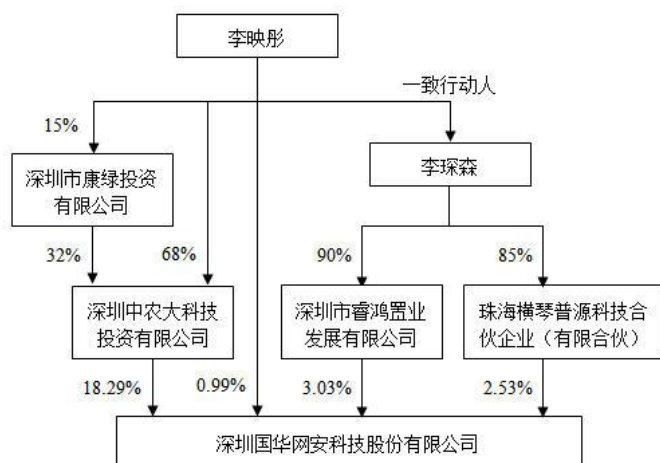 李映彤
一致行动人
15%
深圳市康绿投资
有限公司
李琛森
32%
68%
90%
85%
深圳中农大科技
投资有限公司
深圳市睿鸿置业
发展有限公司
珠海横琴普源科技合
伙企业（有限合伙）
18.29%
0.99%
3.03%
2.53%
深圳国华网安科技股份有限公司